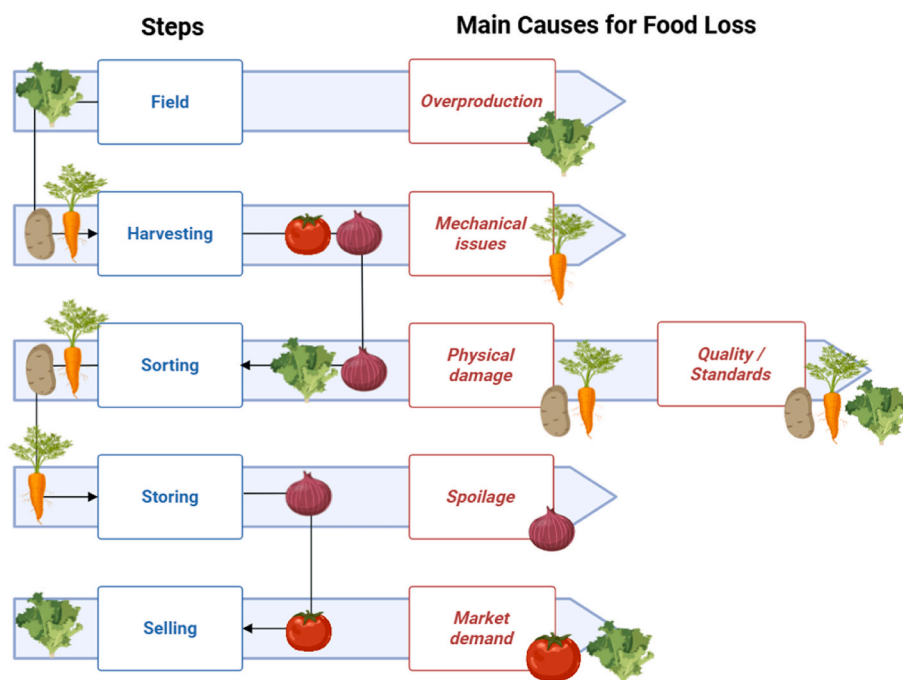 Steps
Main Causes for Food Loss
Field
Overproduction
Harvesting
Mechanical
issues
Sorting
Physical
damage
Quality /
Standards
Storing
Spoilage
Selling
Market
demand